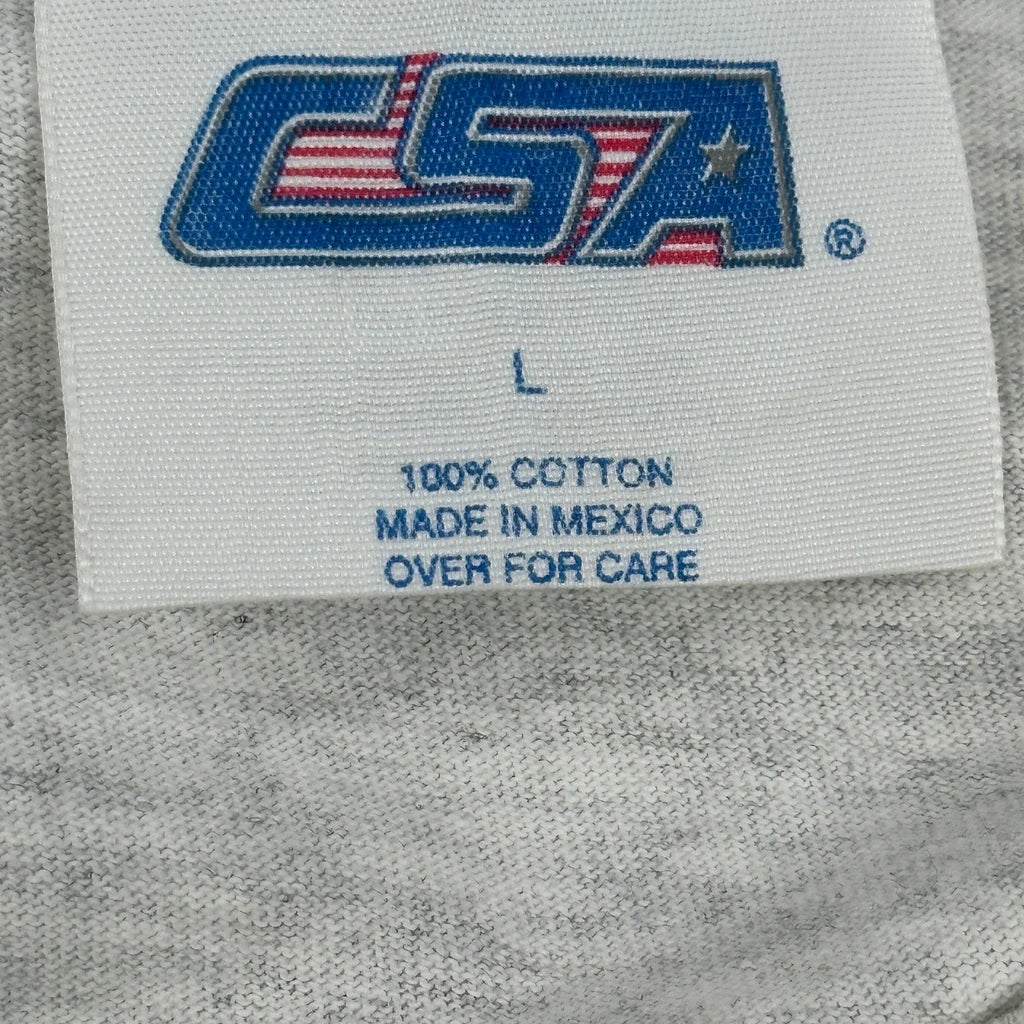 CSA®
L
100% COTTON
MADE IN MEXICO
OVER FOR CARE